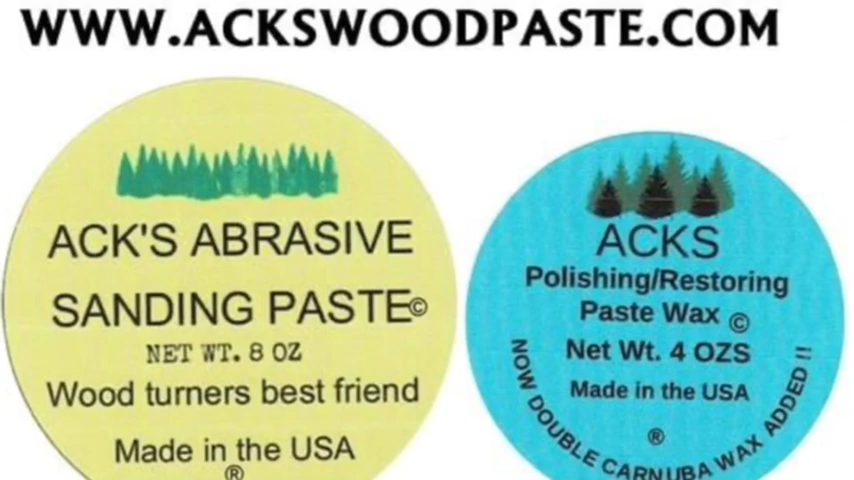 WWW.ACKSWOODPASTE.COM
ACK'S ABRASIVE
SANDING PASTE©
NET WT. 8 OZ
Wood turners best friend
Made in the USA
®
ACKS
Polishing/Restoring
Paste Wax ©
Net Wt. 4 OZS
Made in the USA
®
NOW DOUBLE CARNUBA WAX ADDED !!